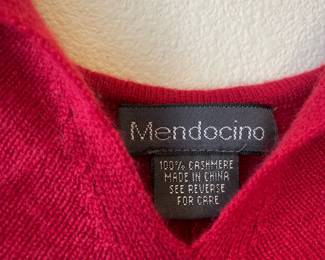 Mendocino
100% CASHMERE
MADE IN CHINA
SEE REVERSE
FOR CARE